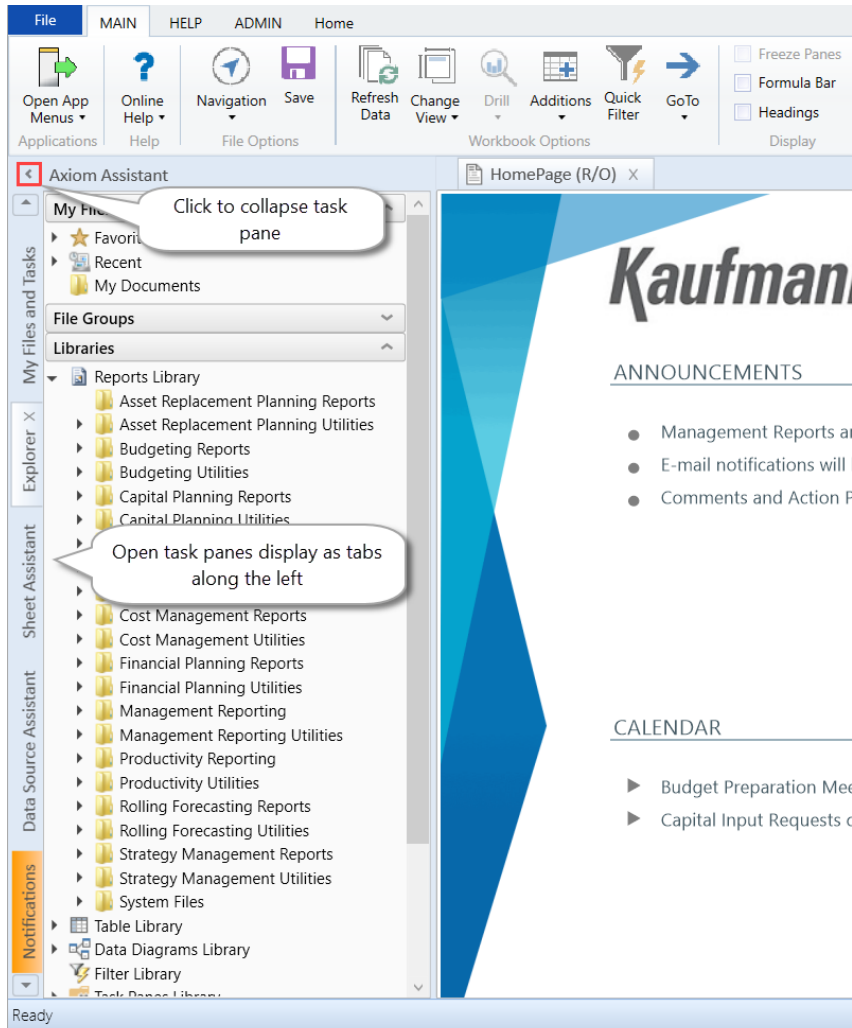 File MAIN HELP ADMIN Home
Open App Menus
Online Help
Navigation
Save
Refresh Data
Change View
Drill
Additions
Quick Filter
GoTo
Freeze Panes
Formula Bar
Headings
Applications Help File Options Workbook Options Display
Axiom Assistant
HomePage (R/O) X
Click to collapse task
pane
Recent
My Documents
File Groups
Libraries
Reports Library
Asset Replacement Planning Reports
Asset Replacement Planning Utilities
Budgeting Reports
Budgeting Utilities
Capital Planning Reports
Capital Planning Utilities
Open task panes display as tabs
along the left
Cost Management Reports
Cost Management Utilities
Financial Planning Reports
Financial Planning Utilities
Management Reporting
Management Reporting Utilities
Productivity Reporting
Productivity Utilities
Rolling Forecasting Reports
Rolling Forecasting Utilities
Strategy Management Reports
Strategy Management Utilities
System Files
Table Library
Data Diagrams Library
Filter Library
Task Panes Library
My Files and Tasks
Explorer X
Sheet Assistant
Data Source Assistant
Notifications
Kaufman
ANNOUNCEMENTS
Management Reports
E-mail notifications will
Comments and Action
CALENDAR
Budget Preparation
Capital Input Requests
Ready